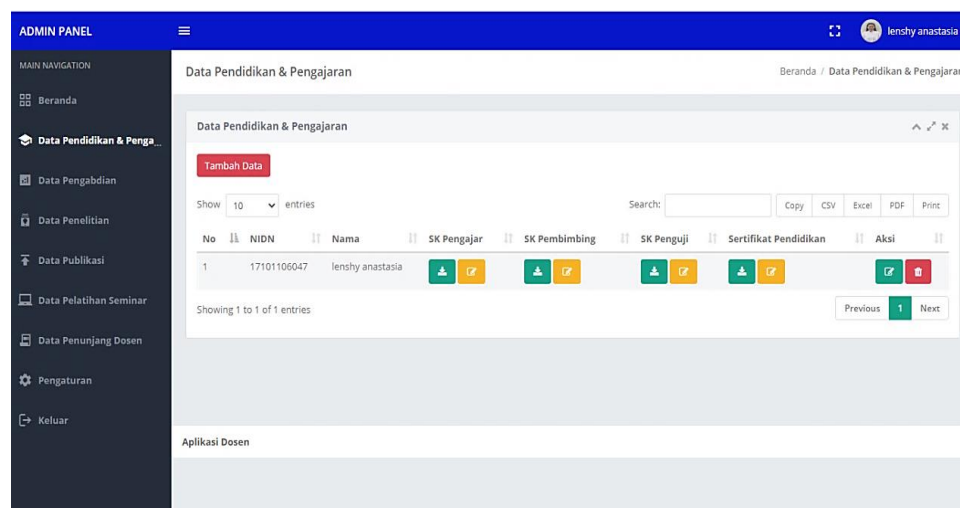 ADMIN PANEL
lenshy anastasia
MAIN NAVIGATION
Beranda
Data Pendidikan & Penga...
Data Pengabdian
Data Penelitian
Data Publikasi
Data Pelatihan Seminar
Data Penunjang Dosen
Pengaturan
Keluar
Data Pendidikan & Pengajaran
Beranda / Data Pendidikan & Pengajaran
Data Pendidikan & Pengajaran
Tambah Data
Show 10 entries
Search:
Copy CSV Excel PDF Print
No NIDN Nama SK Pengajar SK Pembimbing SK Penguji Sertifikat Pendidikan Aksi
1 17101106047 lenshy anastasia
Showing 1 to 1 of 1 entries
Previous 1 Next
Aplikasi Dosen